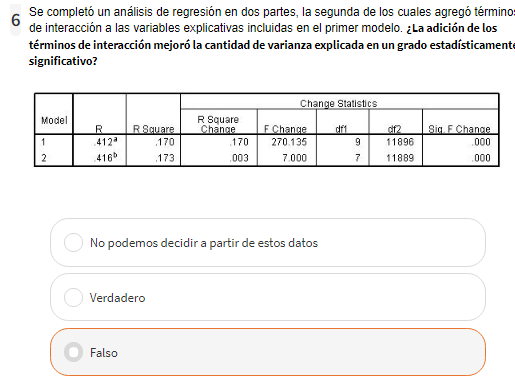 6
Se completó un análisis de regresión en dos partes, la segunda de los cuales agregó términos
de interacción a las variables explicativas incluidas en el primer modelo. ¿La adición de los
términos de interacción mejoró la cantidad de varianza explicada en un grado estadísticamente
significativo?
Change Statistics
Model R R Square R Square Change F Change df1 df2 Sig. F Change
1 .412a .170 .170 270.135 9 11896 .000
2 .416b .173 .003 7.000 7 11889 .000
No podemos decidir a partir de estos datos
Verdadero
Falso